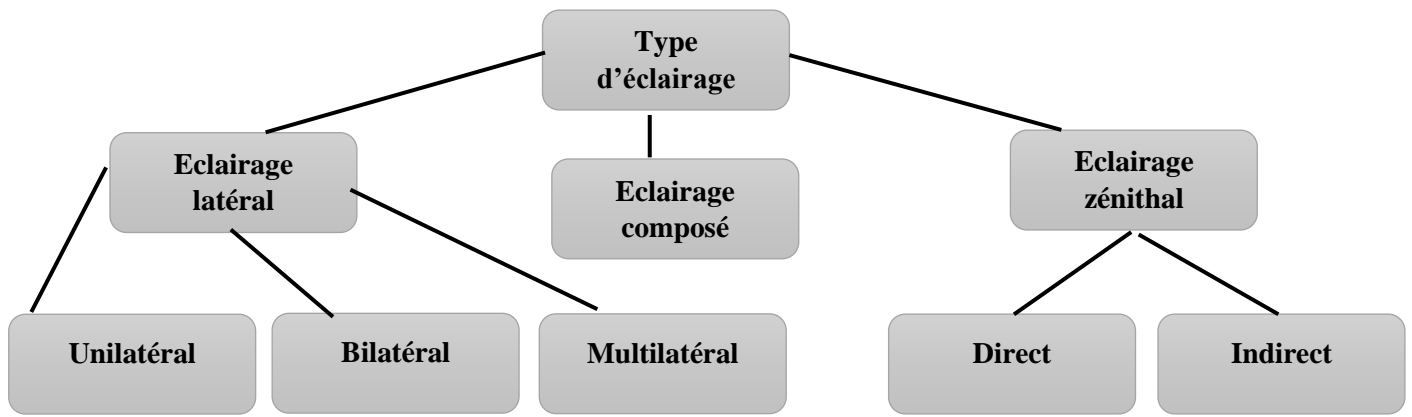 Type
d’éclairage
Eclairage
latéral
Eclairage
composé
Eclairage
zénithal
Unilatéral
Bilatéral
Multilatéral
Direct
Indirect